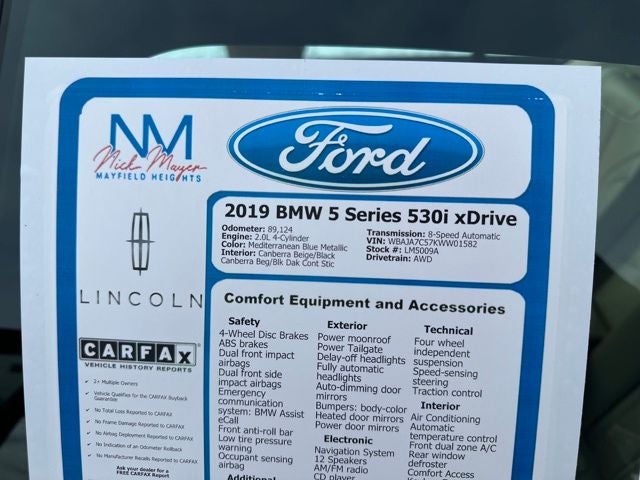 NM
Nick Mayer
MAYFIELD HEIGHTS
Ford
LINCOLN
CARFAX
VEHICLE HISTORY REPORTS
✓ 2+ Multiple Owners
✓ Vehicle Qualifies for the CARFAX Buyback
Guarantee
✓ No Total Loss Reported to CARFAX
✓ No Frame Damage Reported to CARFAX
✓ No Airbag Deployment Reported to CARFAX
✓ No Indication of an Odometer Rollback
✓ No Manufacturer Recalls Reported to CARFAX
Ask your dealer for a
FREE CARFAX Report
2019 BMW 5 Series 530i xDrive
Odometer: 89,124
Engine: 2.0L 4-Cylinder
Color: Mediterranean Blue Metallic
Interior: Canberra Beige/Black
Canberra Beg/Blk Dak Cont Stic
Transmission: 8-Speed Automatic
VIN: WBAJA7C57KWW01582
Stock #: LM5009A
Drivetrain: AWD
Comfort Equipment and Accessories
Safety
4-Wheel Disc Brakes
ABS brakes
Dual front impact
airbags
Dual front side
impact airbags
Emergency
communication
system: BMW Assist
eCall
Front anti-roll bar
Low tire pressure
warning
Occupant sensing
airbag
Additional
Exterior
Power moonroof
Power Tailgate
Delay-off headlights
Fully automatic
headlights
Auto-dimming door
mirrors
Bumpers: body-color
Heated door mirrors
Power door mirrors
Electronic
Navigation System
12 Speakers
AM/FM radio
CD player
Technical
Four wheel
independent
suspension
Speed-sensing
steering
Traction control
Interior
Air Conditioning
Automatic
temperature control
Front dual zone A/C
Rear window
defroster
Comfort Access